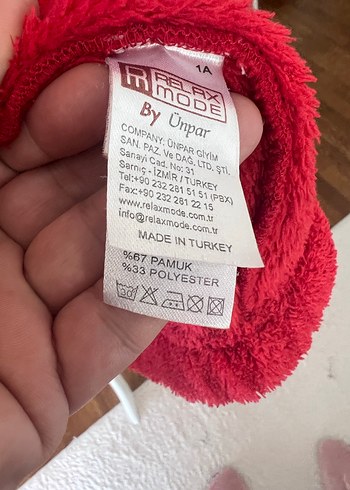 1A
RM RELAX
MODE
By Ünpar
COMPANY: ÜNPAR GİYİM
SAN. PAZ. Ve DAĞ. LTD. ŞTİ.
Sanayi Cad. No: 31
Sarnıç - İZMİR / TURKEY
Tel:+90 232 281 51 51 (PBX)
Fax:+90 232 281 22 15
www.relaxmode.com.tr
info@relaxmode.com.tr
MADE IN TURKEY
%67 PAMUK
%33 POLYESTER